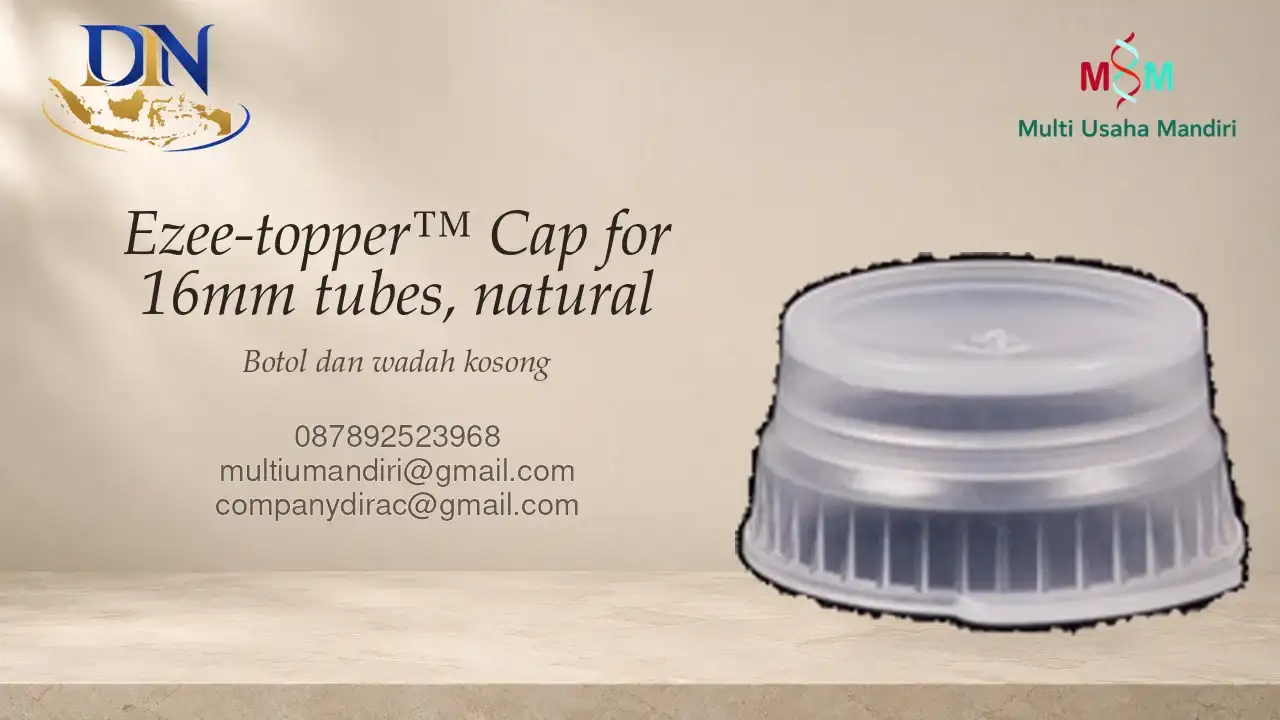 DN
MSM
Multi Usaha Mandiri
Ezee-topper™ Cap for
16mm tubes, natural
Botol dan wadah kosong
087892523968
multiumandiri@gmail.com
companydirac@gmail.com